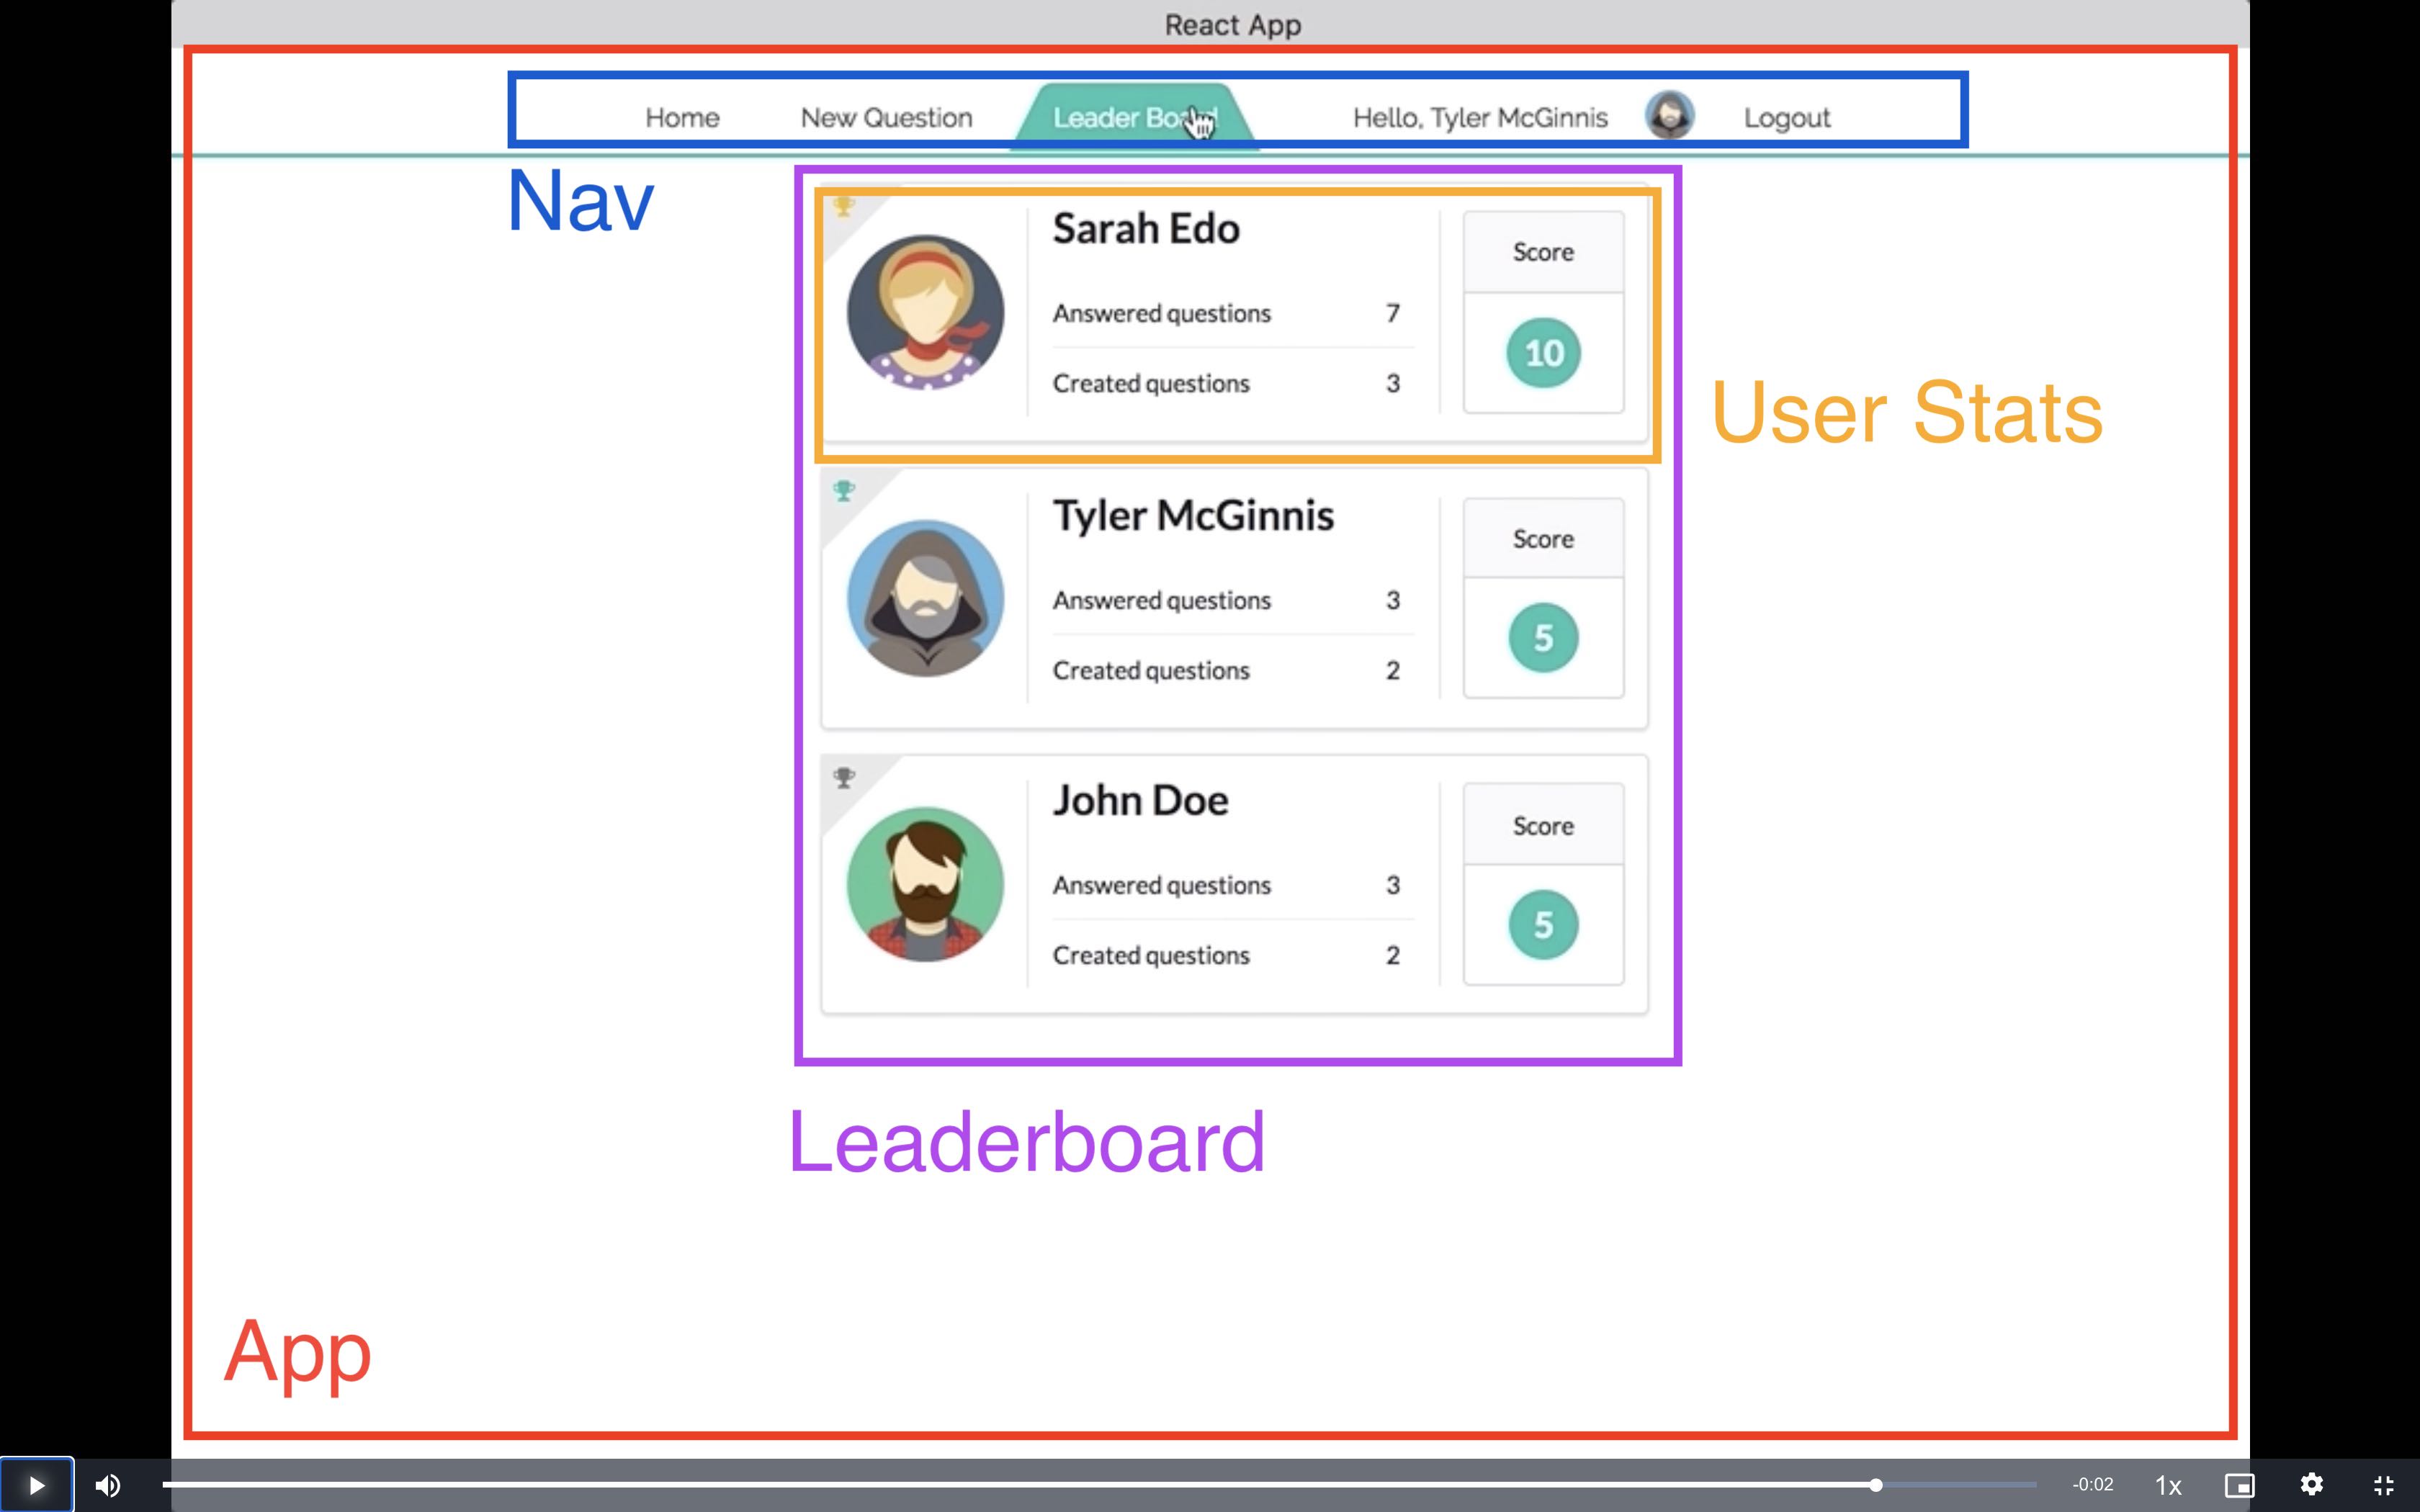 React App
Home New Question Leader Board Hello, Tyler McGinnis Logout
Nav
Sarah Edo
Score
Answered questions 7
10
Created questions 3
User Stats
Tyler McGinnis
Score
Answered questions 3
5
Created questions 2
John Doe
Score
Answered questions 3
5
Created questions 2
Leaderboard
App
-0:02 1x